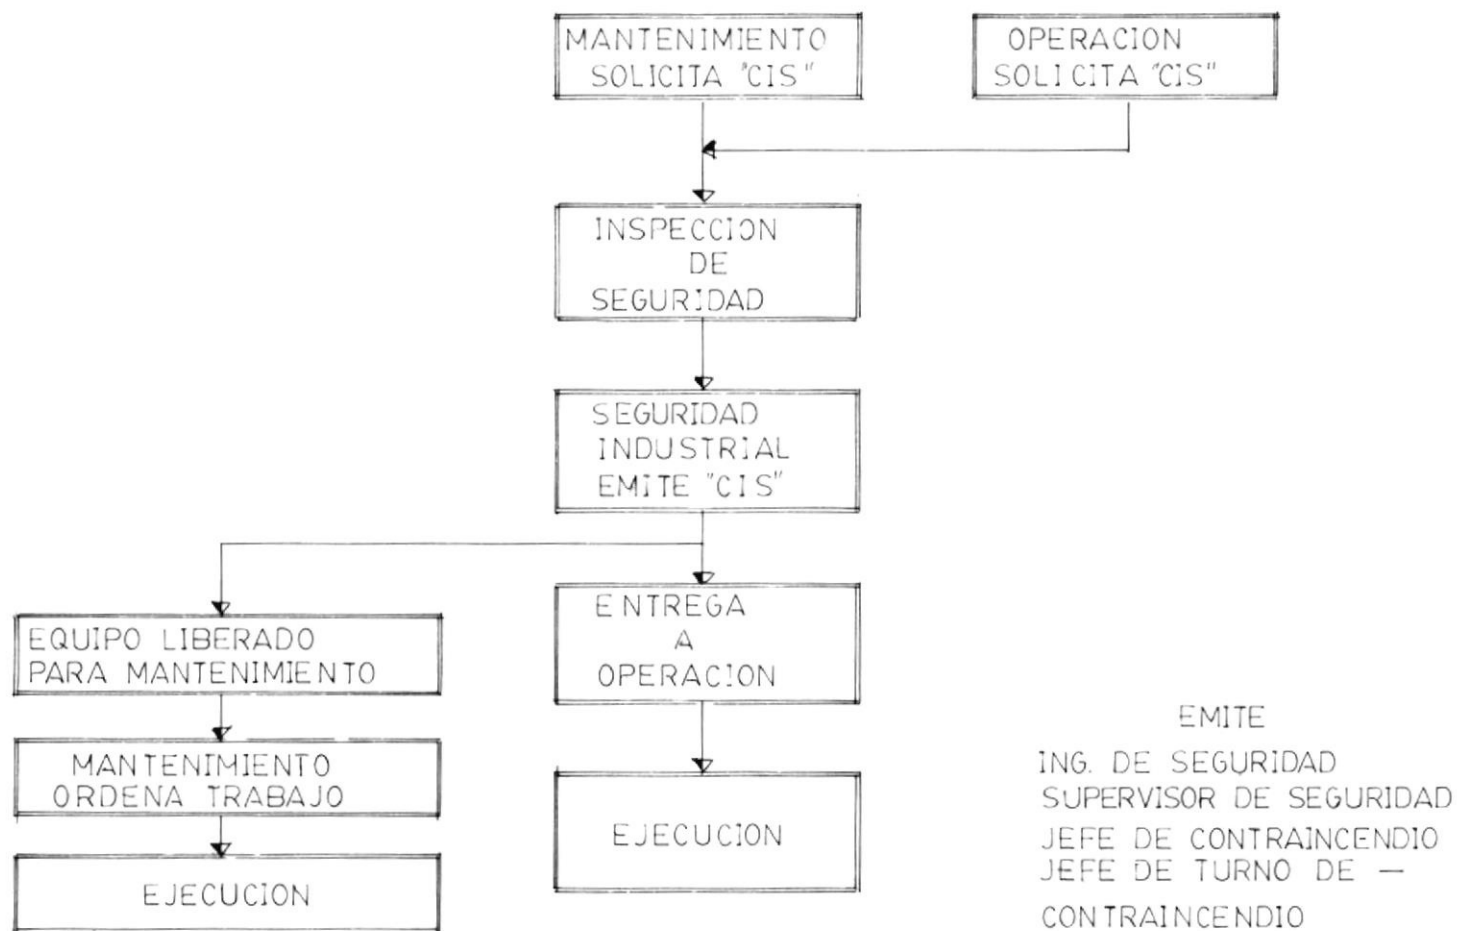 MANTENIMIENTO
SOLICITA "CIS"
OPERACION
SOLICITA "CIS"
INSPECCION
DE
SEGURIDAD
SEGURIDAD
INDUSTRIAL
EMITE "CIS"
EQUIPO LIBERADO
PARA MANTENIMIENTO
MANTENIMIENTO
ORDENA TRABAJO
EJECUCION
ENTREGA
A
OPERACION
EJECUCION
EMITE
ING. DE SEGURIDAD
SUPERVISOR DE SEGURIDAD
JEFE DE CONTRAINCENDIO
JEFE DE TURNO DE —
CONTRAINCENDIO